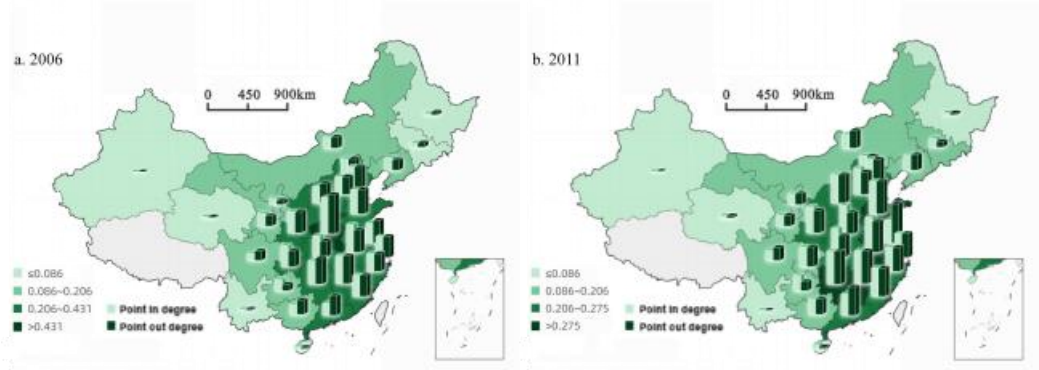 a. 2006
0 450 900km
≤0.086
0.086~0.206
0.206~0.431
>0.431
Point in degree
Point out degree
b. 2011
0 450 900km
≤0.086
0.086~0.206
0.206~0.275
>0.275
Point in degree
Point out degree